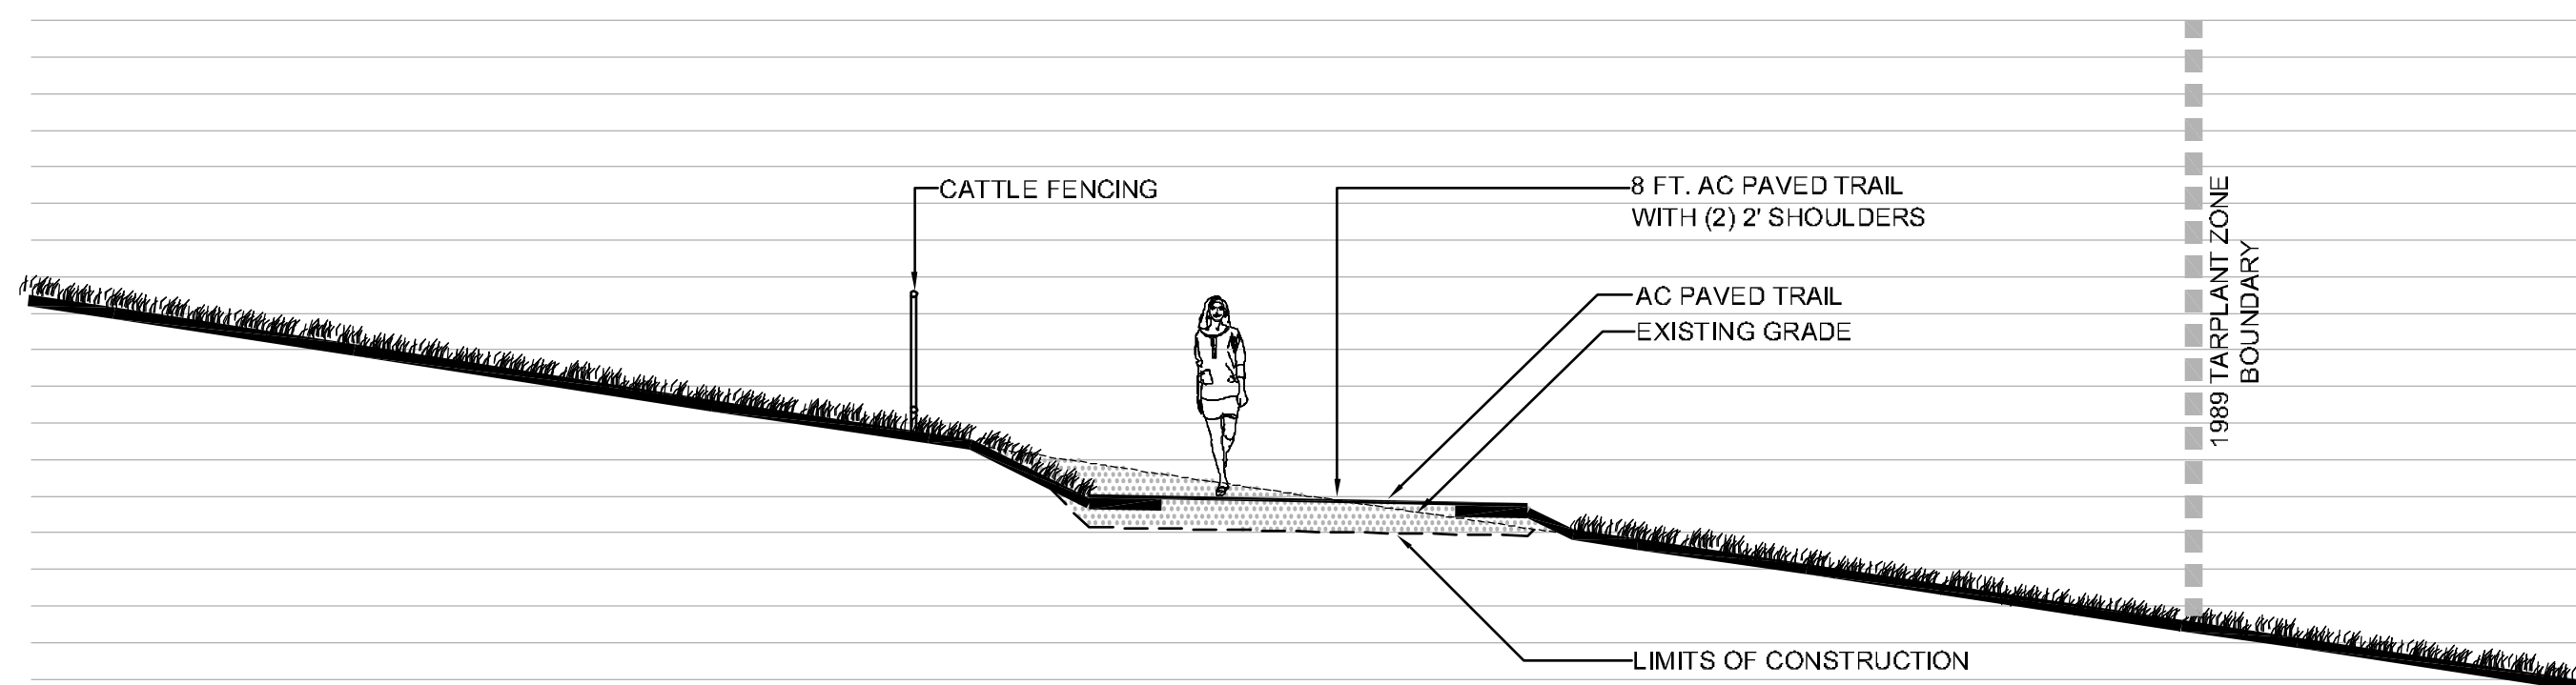 CATTLE FENCING
8 FT. AC PAVED TRAIL
WITH (2) 2' SHOULDERS
AC PAVED TRAIL
EXISTING GRADE
1989 TARPLANT ZONE
BOUNDARY
LIMITS OF CONSTRUCTION